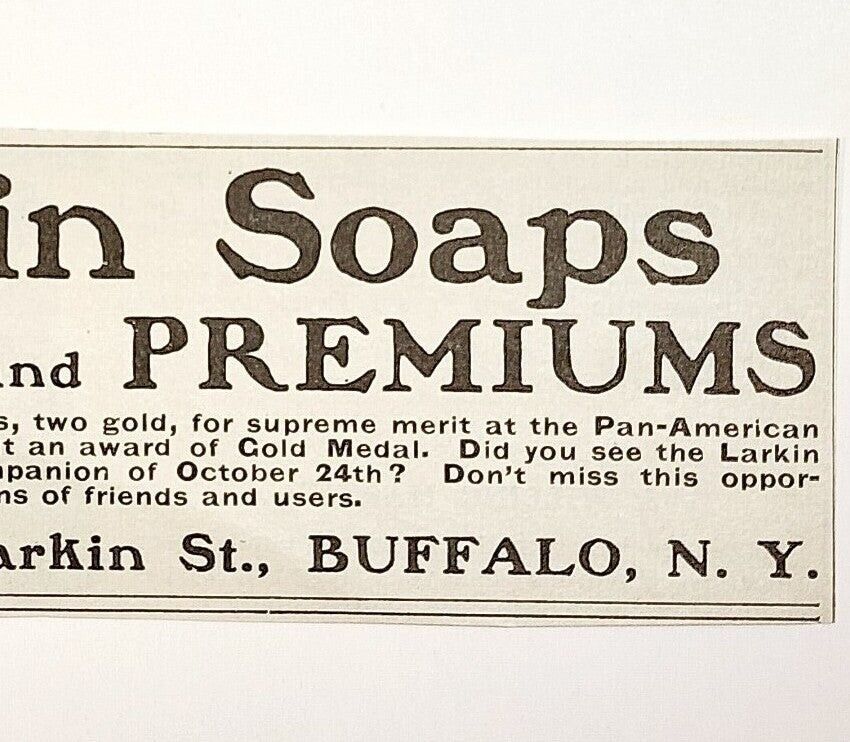 in Soaps
nd PREMIUMS
s, two gold, for supreme merit at the Pan-American
t an award of Gold Medal. Did you see the Larkin
mpanion of October 24th? Don't miss this oppor-
ns of friends and users.
arkin St., BUFFALO, N. Y.